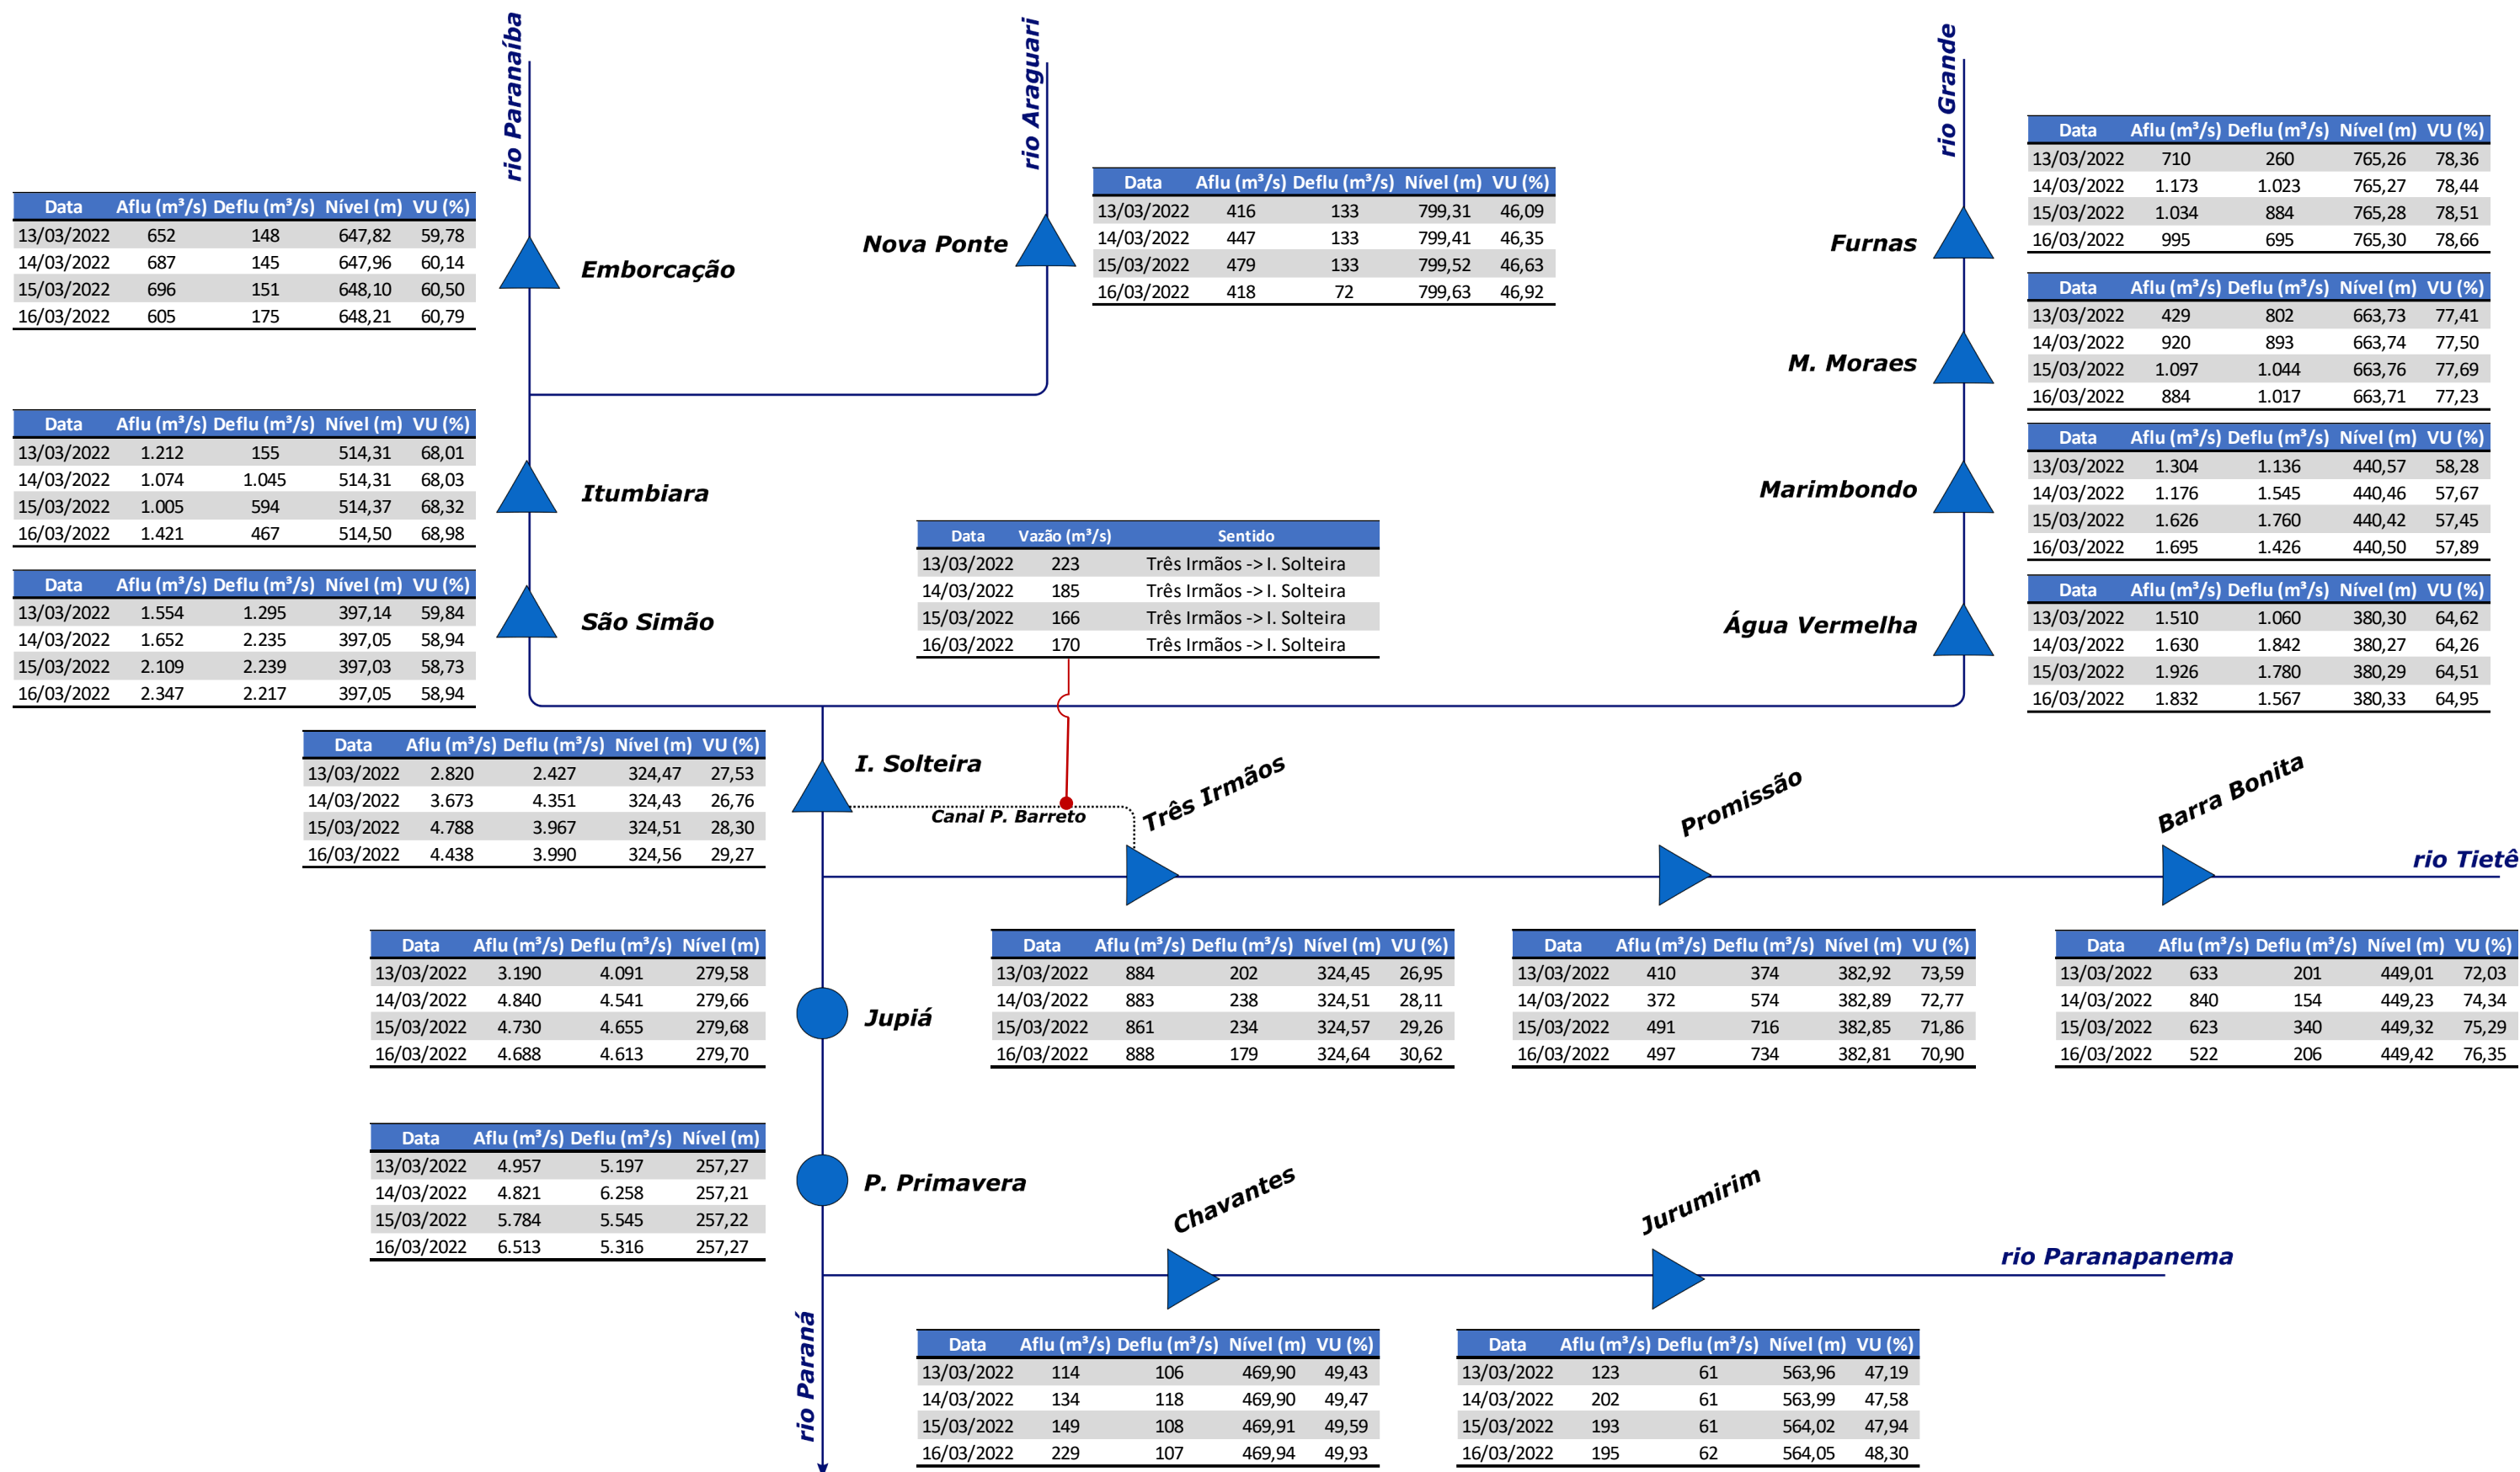 rio Paranaíba
rio Araguari
rio Grande
Data Aflu (m³/s) Deflu (m³/s) Nível (m) VU (%)
13/03/2022 710 260 765,26 78,36
14/03/2022 1.173 1.023 765,27 78,44
15/03/2022 1.034 884 765,28 78,51
16/03/2022 995 695 765,30 78,66
Furnas
Data Aflu (m³/s) Deflu (m³/s) Nível (m) VU (%)
13/03/2022 416 133 799,31 46,09
14/03/2022 447 133 799,41 46,35
15/03/2022 479 133 799,52 46,63
16/03/2022 418 72 799,63 46,92
Nova Ponte
Data Aflu (m³/s) Deflu (m³/s) Nível (m) VU (%)
13/03/2022 652 148 647,82 59,78
14/03/2022 687 145 647,96 60,14
15/03/2022 696 151 648,10 60,50
16/03/2022 605 175 648,21 60,79
Emborcação
Data Aflu (m³/s) Deflu (m³/s) Nível (m) VU (%)
13/03/2022 429 802 663,73 77,41
14/03/2022 920 893 663,74 77,50
15/03/2022 1.097 1.044 663,76 77,69
16/03/2022 884 1.017 663,71 77,23
M. Moraes
Data Aflu (m³/s) Deflu (m³/s) Nível (m) VU (%)
13/03/2022 1.212 155 514,31 68,01
14/03/2022 1.074 1.045 514,31 68,03
15/03/2022 1.005 594 514,37 68,32
16/03/2022 1.421 467 514,50 68,98
Itumbiara
Data Aflu (m³/s) Deflu (m³/s) Nível (m) VU (%)
13/03/2022 1.304 1.136 440,57 58,28
14/03/2022 1.176 1.545 440,46 57,67
15/03/2022 1.626 1.760 440,42 57,45
16/03/2022 1.695 1.426 440,50 57,89
Marimbondo
Data Vazão (m³/s) Sentido
13/03/2022 223 Três Irmãos -> I. Solteira
14/03/2022 185 Três Irmãos -> I. Solteira
15/03/2022 166 Três Irmãos -> I. Solteira
16/03/2022 170 Três Irmãos -> I. Solteira
Data Aflu (m³/s) Deflu (m³/s) Nível (m) VU (%)
13/03/2022 1.554 1.295 397,14 59,84
14/03/2022 1.652 2.235 397,05 58,94
15/03/2022 2.109 2.239 397,03 58,73
16/03/2022 2.347 2.217 397,05 58,94
São Simão
Data Aflu (m³/s) Deflu (m³/s) Nível (m) VU (%)
13/03/2022 1.510 1.060 380,30 64,62
14/03/2022 1.630 1.842 380,27 64,26
15/03/2022 1.926 1.780 380,29 64,51
16/03/2022 1.832 1.567 380,33 64,95
Água Vermelha
Data Aflu (m³/s) Deflu (m³/s) Nível (m) VU (%)
13/03/2022 2.820 2.427 324,47 27,53
14/03/2022 3.673 4.351 324,43 26,76
15/03/2022 4.788 3.967 324,51 28,30
16/03/2022 4.438 3.990 324,56 29,27
I. Solteira
Canal P. Barreto
Três Irmãos
Promissão
Barra Bonita
rio Tietê
Data Aflu (m³/s) Deflu (m³/s) Nível (m)
13/03/2022 3.190 4.091 279,58
14/03/2022 4.840 4.541 279,66
15/03/2022 4.730 4.655 279,68
16/03/2022 4.688 4.613 279,70
Jupiá
Data Aflu (m³/s) Deflu (m³/s) Nível (m) VU (%)
13/03/2022 884 202 324,45 26,95
14/03/2022 883 238 324,51 28,11
15/03/2022 861 234 324,57 29,26
16/03/2022 888 179 324,64 30,62
Data Aflu (m³/s) Deflu (m³/s) Nível (m) VU (%)
13/03/2022 410 374 382,92 73,59
14/03/2022 372 574 382,89 72,77
15/03/2022 491 716 382,85 71,86
16/03/2022 497 734 382,81 70,90
Data Aflu (m³/s) Deflu (m³/s) Nível (m) VU (%)
13/03/2022 633 201 449,01 72,03
14/03/2022 840 154 449,23 74,34
15/03/2022 623 340 449,32 75,29
16/03/2022 522 206 449,42 76,35
Data Aflu (m³/s) Deflu (m³/s) Nível (m)
13/03/2022 4.957 5.197 257,27
14/03/2022 4.821 6.258 257,21
15/03/2022 5.784 5.545 257,22
16/03/2022 6.513 5.316 257,27
P. Primavera
Chavantes
Jurumirim
rio Paranapanema
rio Paraná
Data Aflu (m³/s) Deflu (m³/s) Nível (m) VU (%)
13/03/2022 114 106 469,90 49,43
14/03/2022 134 118 469,90 49,47
15/03/2022 149 108 469,91 49,59
16/03/2022 229 107 469,94 49,93
Data Aflu (m³/s) Deflu (m³/s) Nível (m) VU (%)
13/03/2022 123 61 563,96 47,19
14/03/2022 202 61 563,99 47,58
15/03/2022 193 61 564,02 47,94
16/03/2022 195 62 564,05 48,30